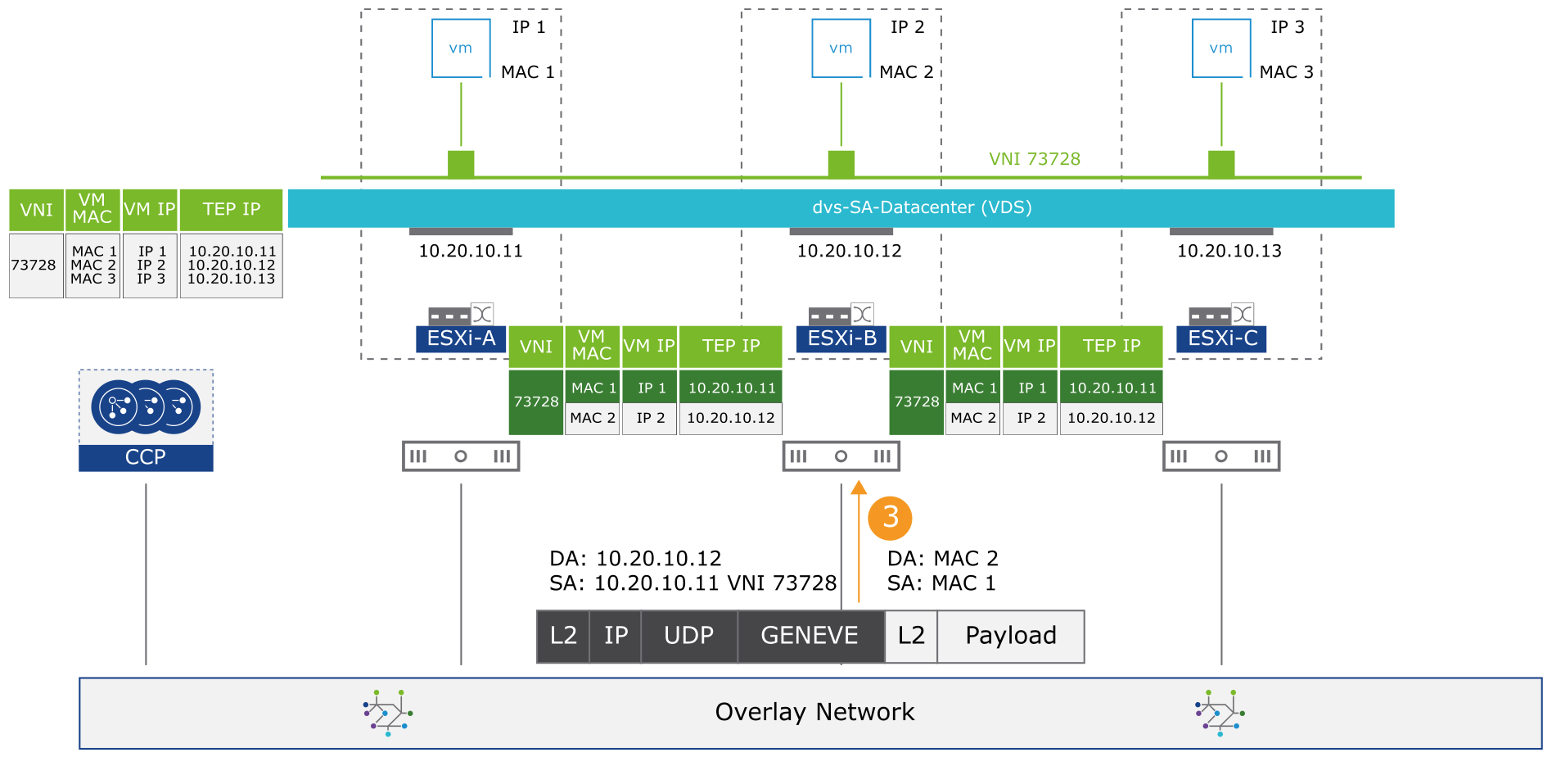 vm
IP 1
MAC 1
vm
IP 2
MAC 2
vm
IP 3
MAC 3
VNI 73728
VNI
VM MAC
VM IP
TEP IP
73728
MAC 1
MAC 2
MAC 3
IP 1
IP 2
IP 3
10.20.10.11
10.20.10.12
10.20.10.13
dvs-SA-Datacenter (VDS)
10.20.10.11
10.20.10.12
10.20.10.13
ESXi-A
ESXi-B
ESXi-C
VNI
VM MAC
VM IP
TEP IP
73728
MAC 1
IP 1
10.20.10.11
MAC 2
IP 2
10.20.10.12
VNI
VM MAC
VM IP
TEP IP
73728
MAC 1
IP 1
10.20.10.11
MAC 2
IP 2
10.20.10.12
CCP
3
DA: 10.20.10.12
SA: 10.20.10.11 VNI 73728
DA: MAC 2
SA: MAC 1
L2
IP
UDP
GENEVE
L2
Payload
Overlay Network